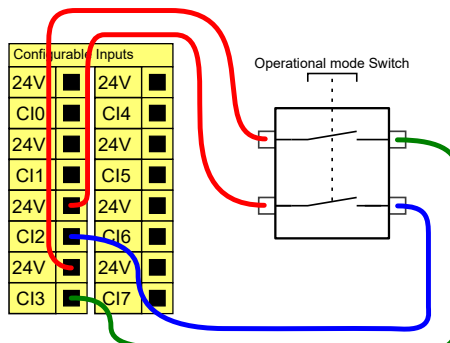 Configurable Inputs
Operational mode Switch
24V 24V
CI0 CI4
24V 24V
CI1 CI5
24V 24V
CI2 CI6
24V 24V
CI3 CI7